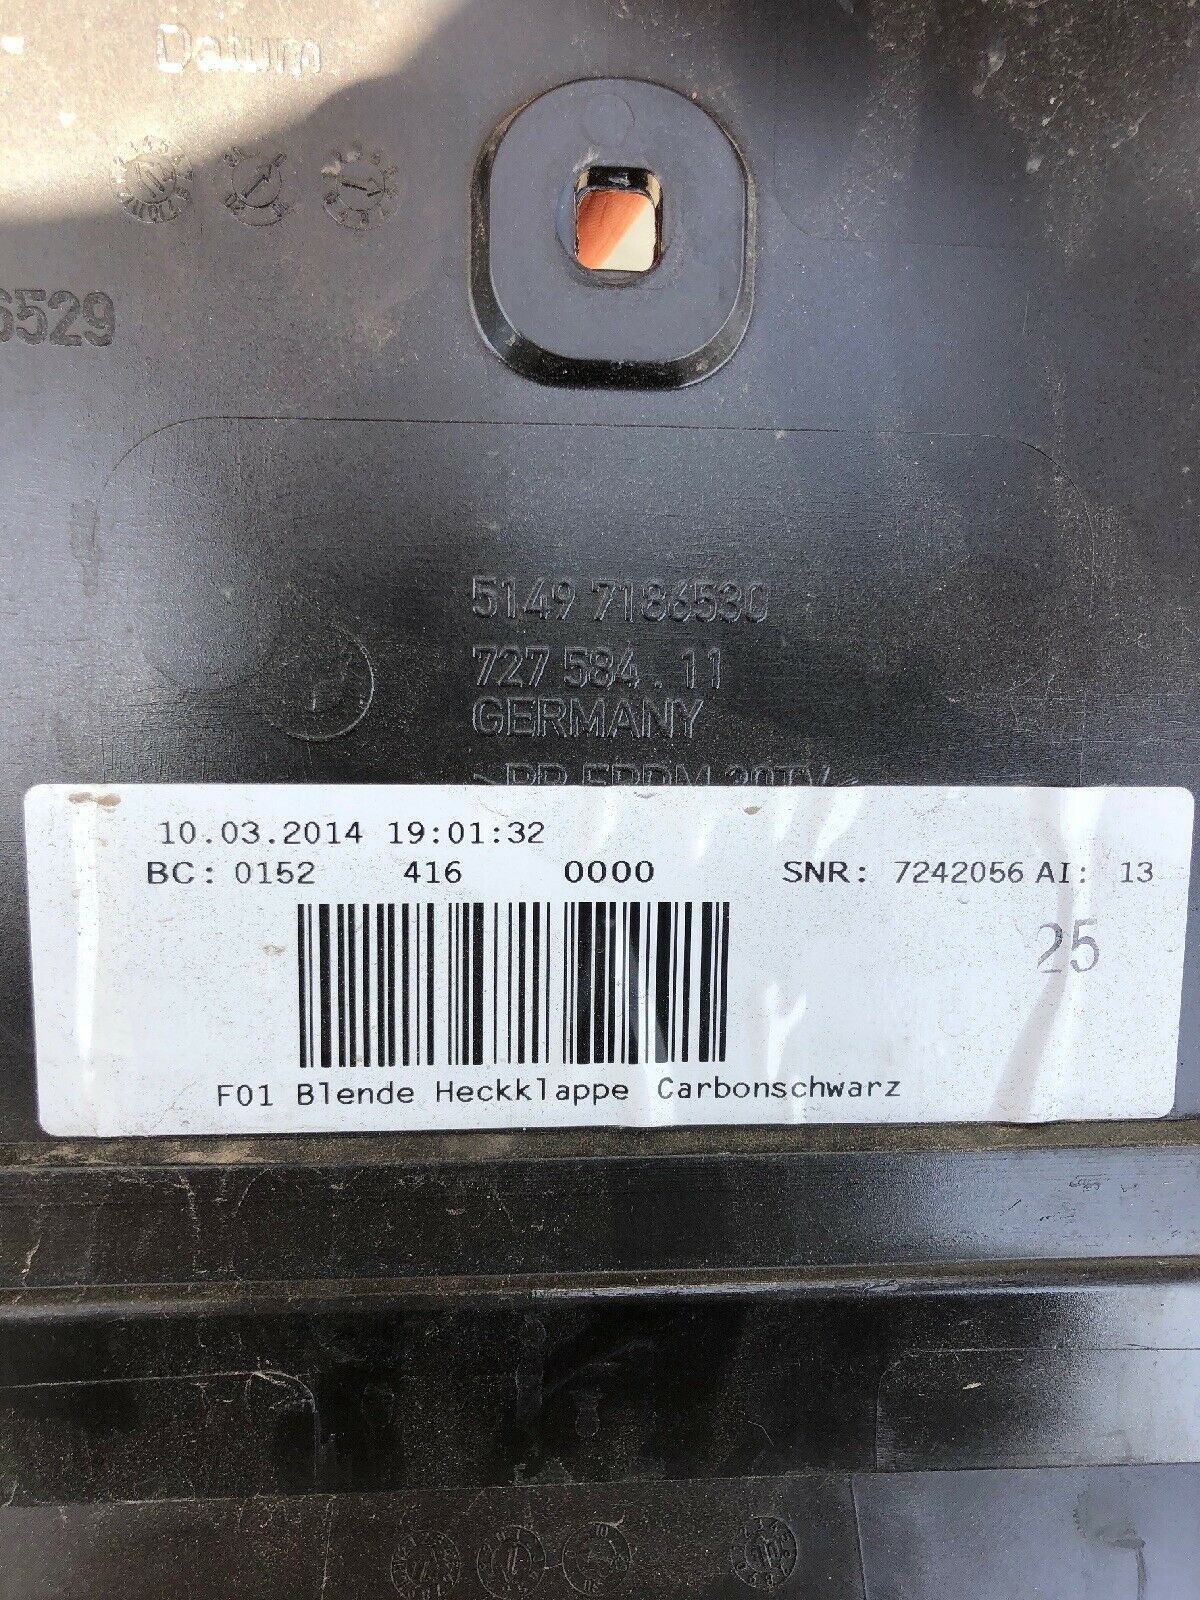 Datum
6529
5149 7186530
727 584.11
GERMANY
10.03.2014 19:01:32
BC: 0152 416 0000 SNR: 7242056 AI: 13
25
F01 Blende Heckklappe Carbonschwarz